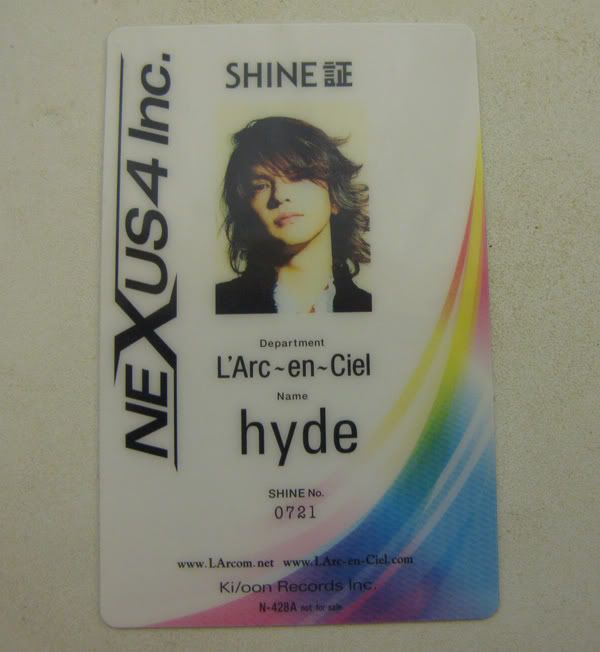 NEXUS4 Inc.
SHINE証
Department
L'Arc~en~Ciel
Name
hyde
SHINE No.
0721
www.LArcom.net www.LArc-en-Ciel.com
Ki/oon Records Inc.
N-428A not for sale